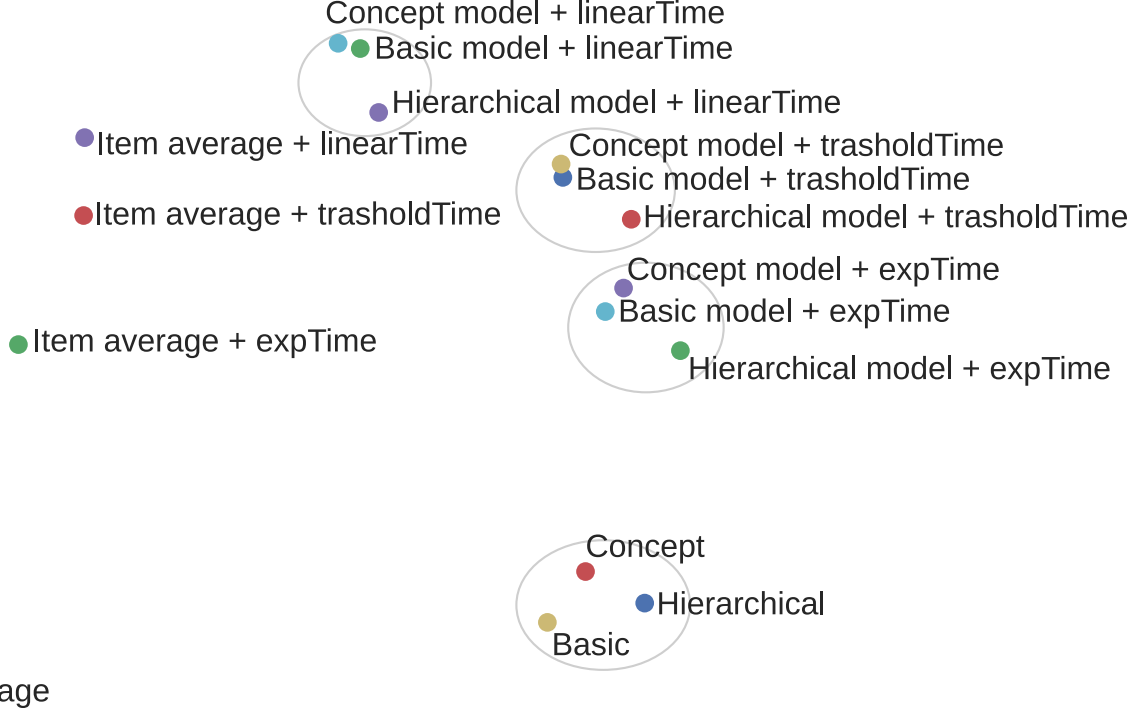 Concept model + linearTime
Basic model + linearTime
Hierarchical model + linearTime
Item average + linearTime
Concept model + trasholdTime
Basic model + trasholdTime
Item average + trasholdTime
Hierarchical model + trasholdTime
Concept model + expTime
Basic model + expTime
Item average + expTime
Hierarchical model + expTime
Concept
Hierarchical
Basic
age